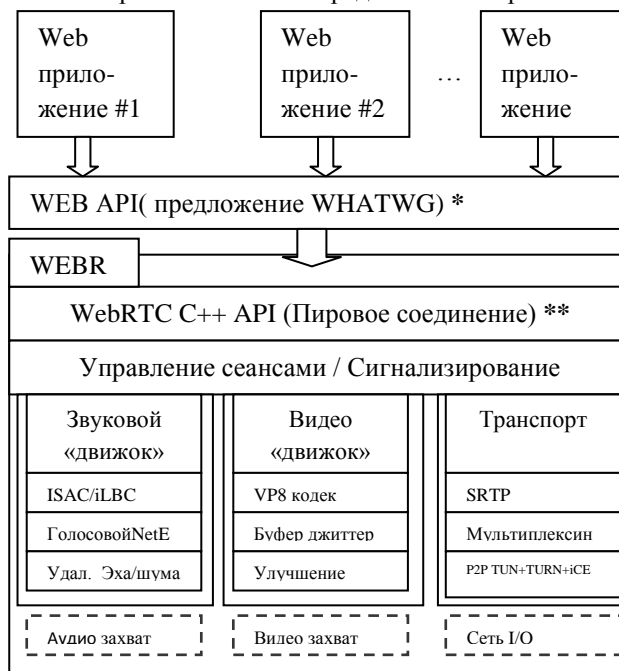 Web
прило-
жение #1
Web
прило-
жение #2
…
Web
прило-
жение
WEB API( предложение WHATWG) *
WEBR
WebRTC C++ API (Пировое соединение) **
Управление сеансами / Сигнализирование
Звуковой
«движок»
ISAC/iLBC
ГолосовойNetE
Удал. Эха/шума
Видео
«движок»
VP8 кодек
Буфер джиттер
Улучшение
Транспорт
SRTP
Мультиплексин
P2P TUN+TURN+iCE
Аудио захват
Видео захват
Сеть I/O